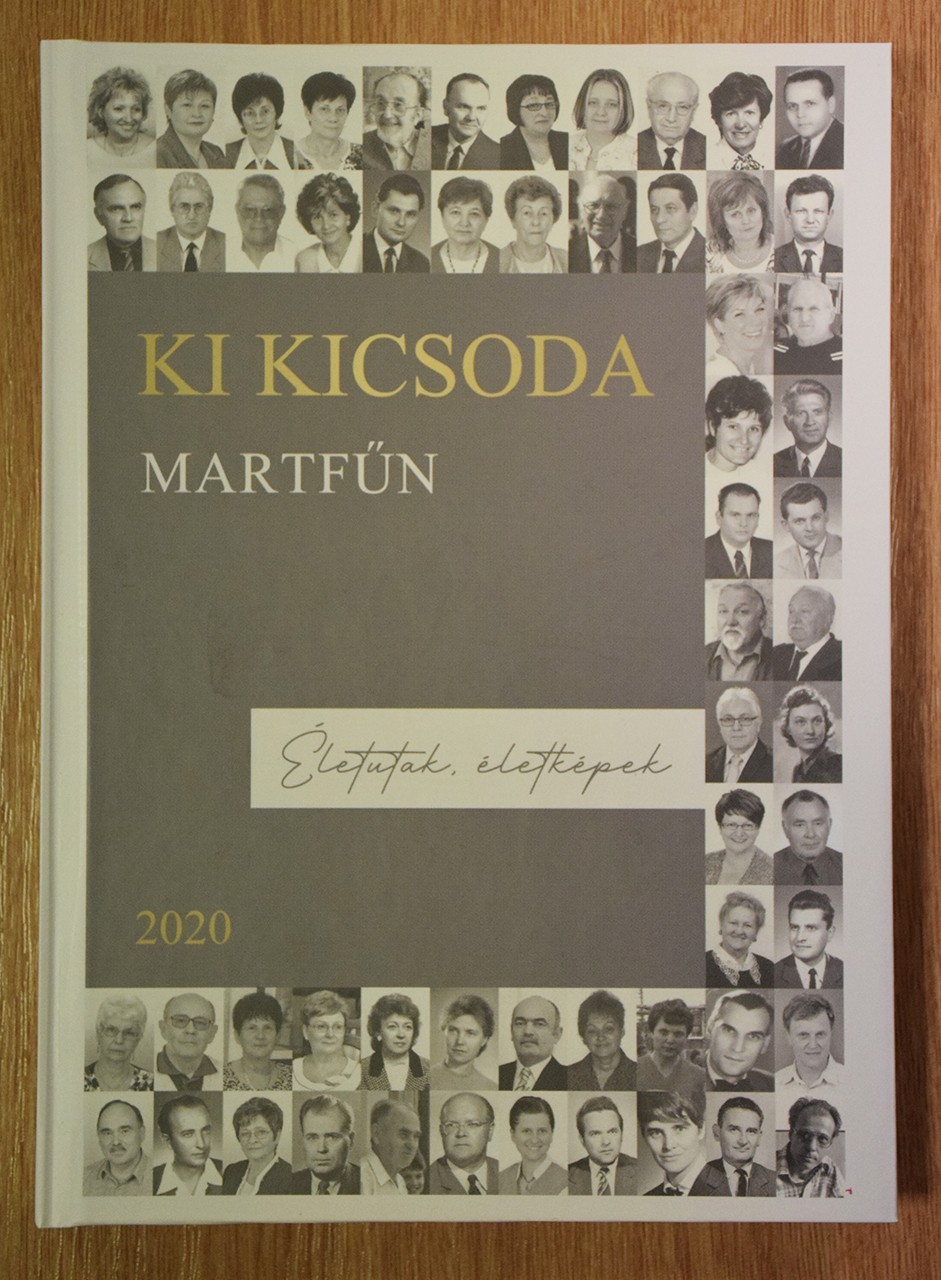 KI KICSODA
MARTFŰN
Életutak, életképek
2020